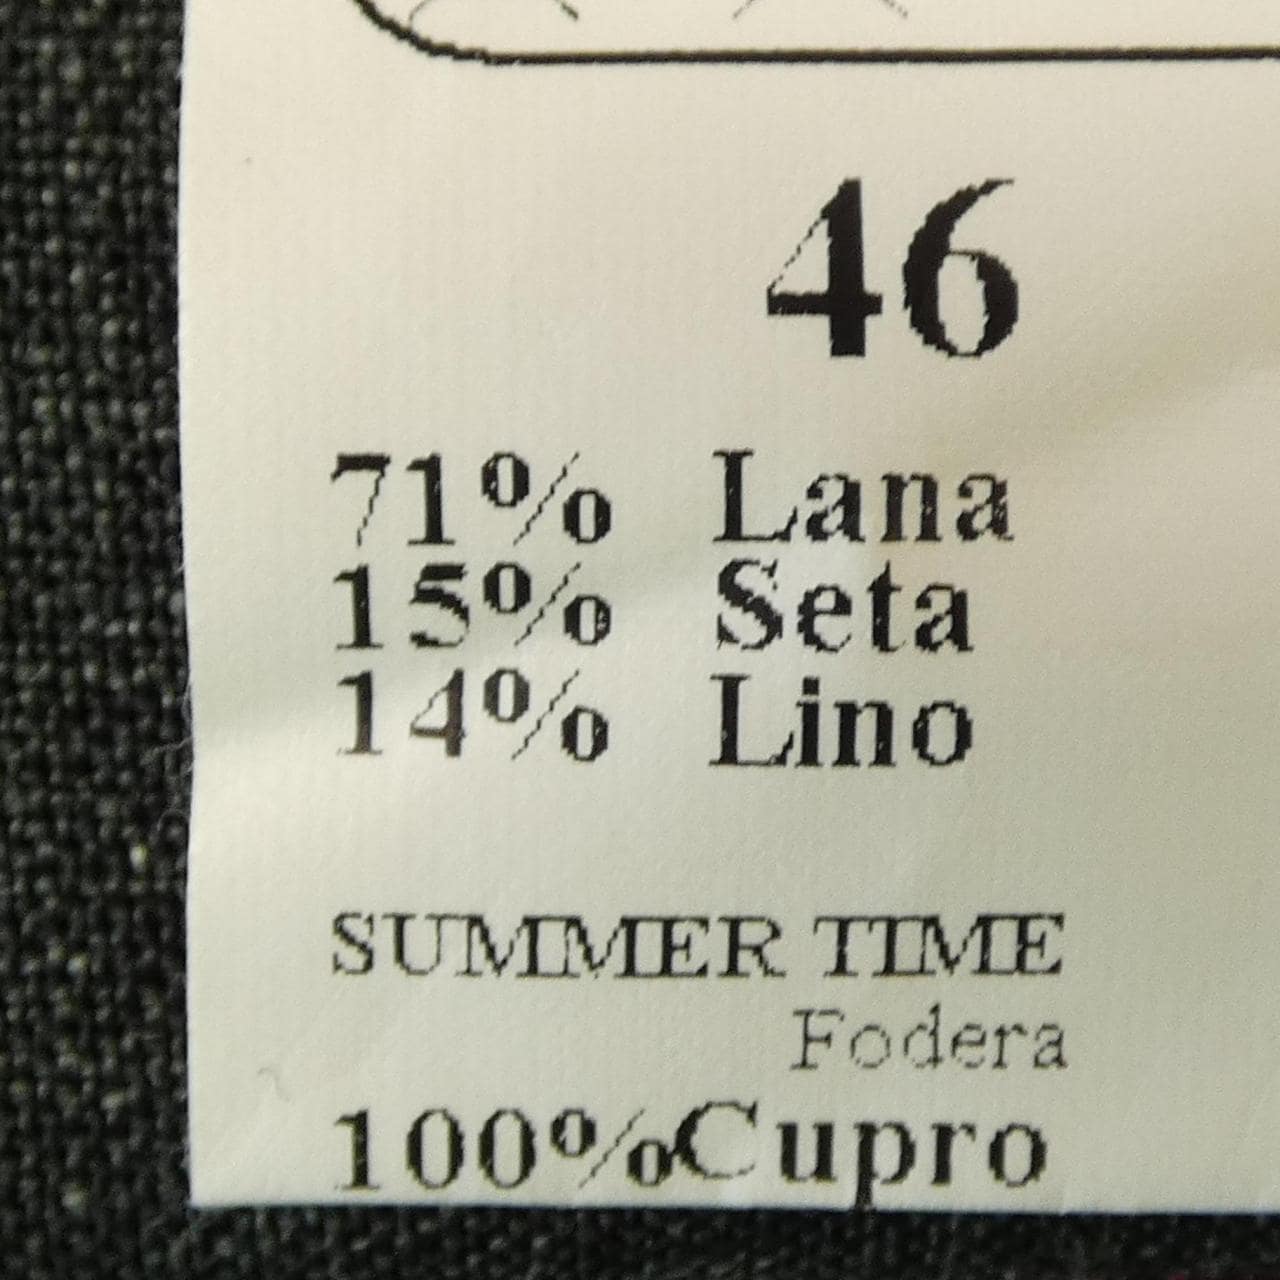 46
71% Lana
15% Seta
14% Lino
SUMMER TIME
Fodera
100%Cupro